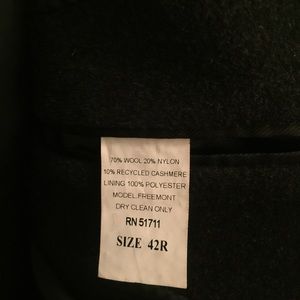 70% WOOL 20% NYLON
10% RECYCLED CASHMERE
LINING 100% POLYESTER
MODEL:FREEMONT
DRY CLEAN ONLY
RN 51711
SIZE 42R